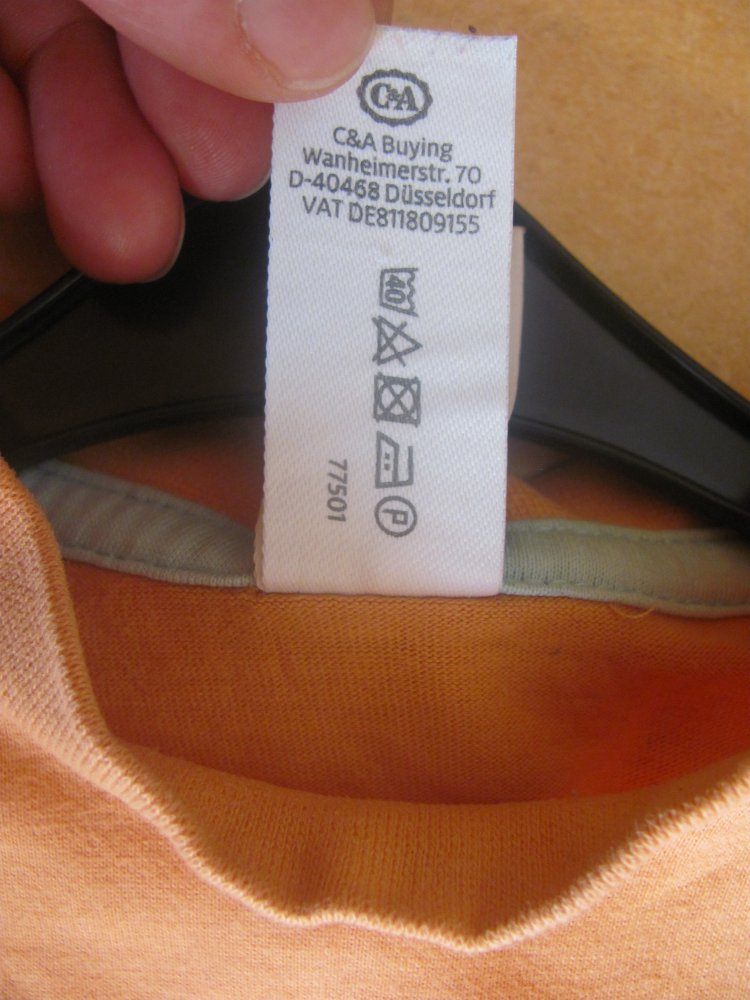 C&A
C&A Buying
Wanheimerstr. 70
D-40468 Düsseldorf
VAT DE811809155
40
P
77501